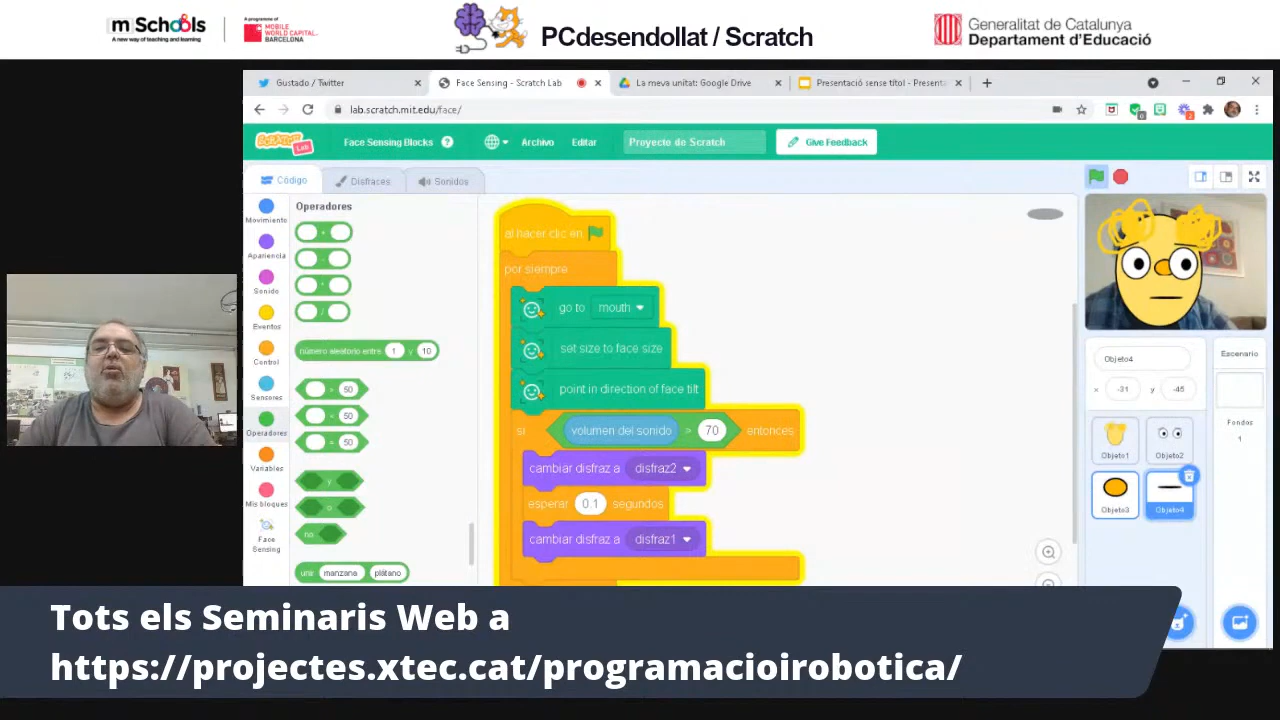 mSchools
A new way of teaching and learning
A programme of
MOBILE
WORLD CAPITAL
BARCELONA
PCdesendollat / Scratch
Generalitat de Catalunya
Departament d'Educació
Gustado / Twitter
Face Sensing - Scratch Lab
La meva unitat: Google Drive
Presentació sense títol - Present
lab.scratch.mit.edu/face/
SCRATCH
Lab
Face Sensing Blocks
Archivo
Editar
Proyecto de Scratch
Give Feedback
Código
Disfraces
Sonidos
Movimiento
Apariencia
Sonido
Eventos
Control
Sensores
Operadores
Variables
Mis bloques
Face
Sensing
Operadores
+
-
*
/
número aleatorio entre 1 y 10
> 50
< 50
= 50
y
o
no
unir manzana plátano
al hacer clic en
por siempre
go to mouth
set size to face size
point in direction of face tilt
si volumen del sonido > 70 entonces
cambiar disfraz a disfraz2
esperar 0.1 segundos
cambiar disfraz a disfraz1
Objeto4
x -31 y -45
Objeto1
Objeto2
Objeto3
Objeto4
Escenario
Fondos
1
Tots els Seminaris Web a
https://projectes.xtec.cat/programacioirobotica/